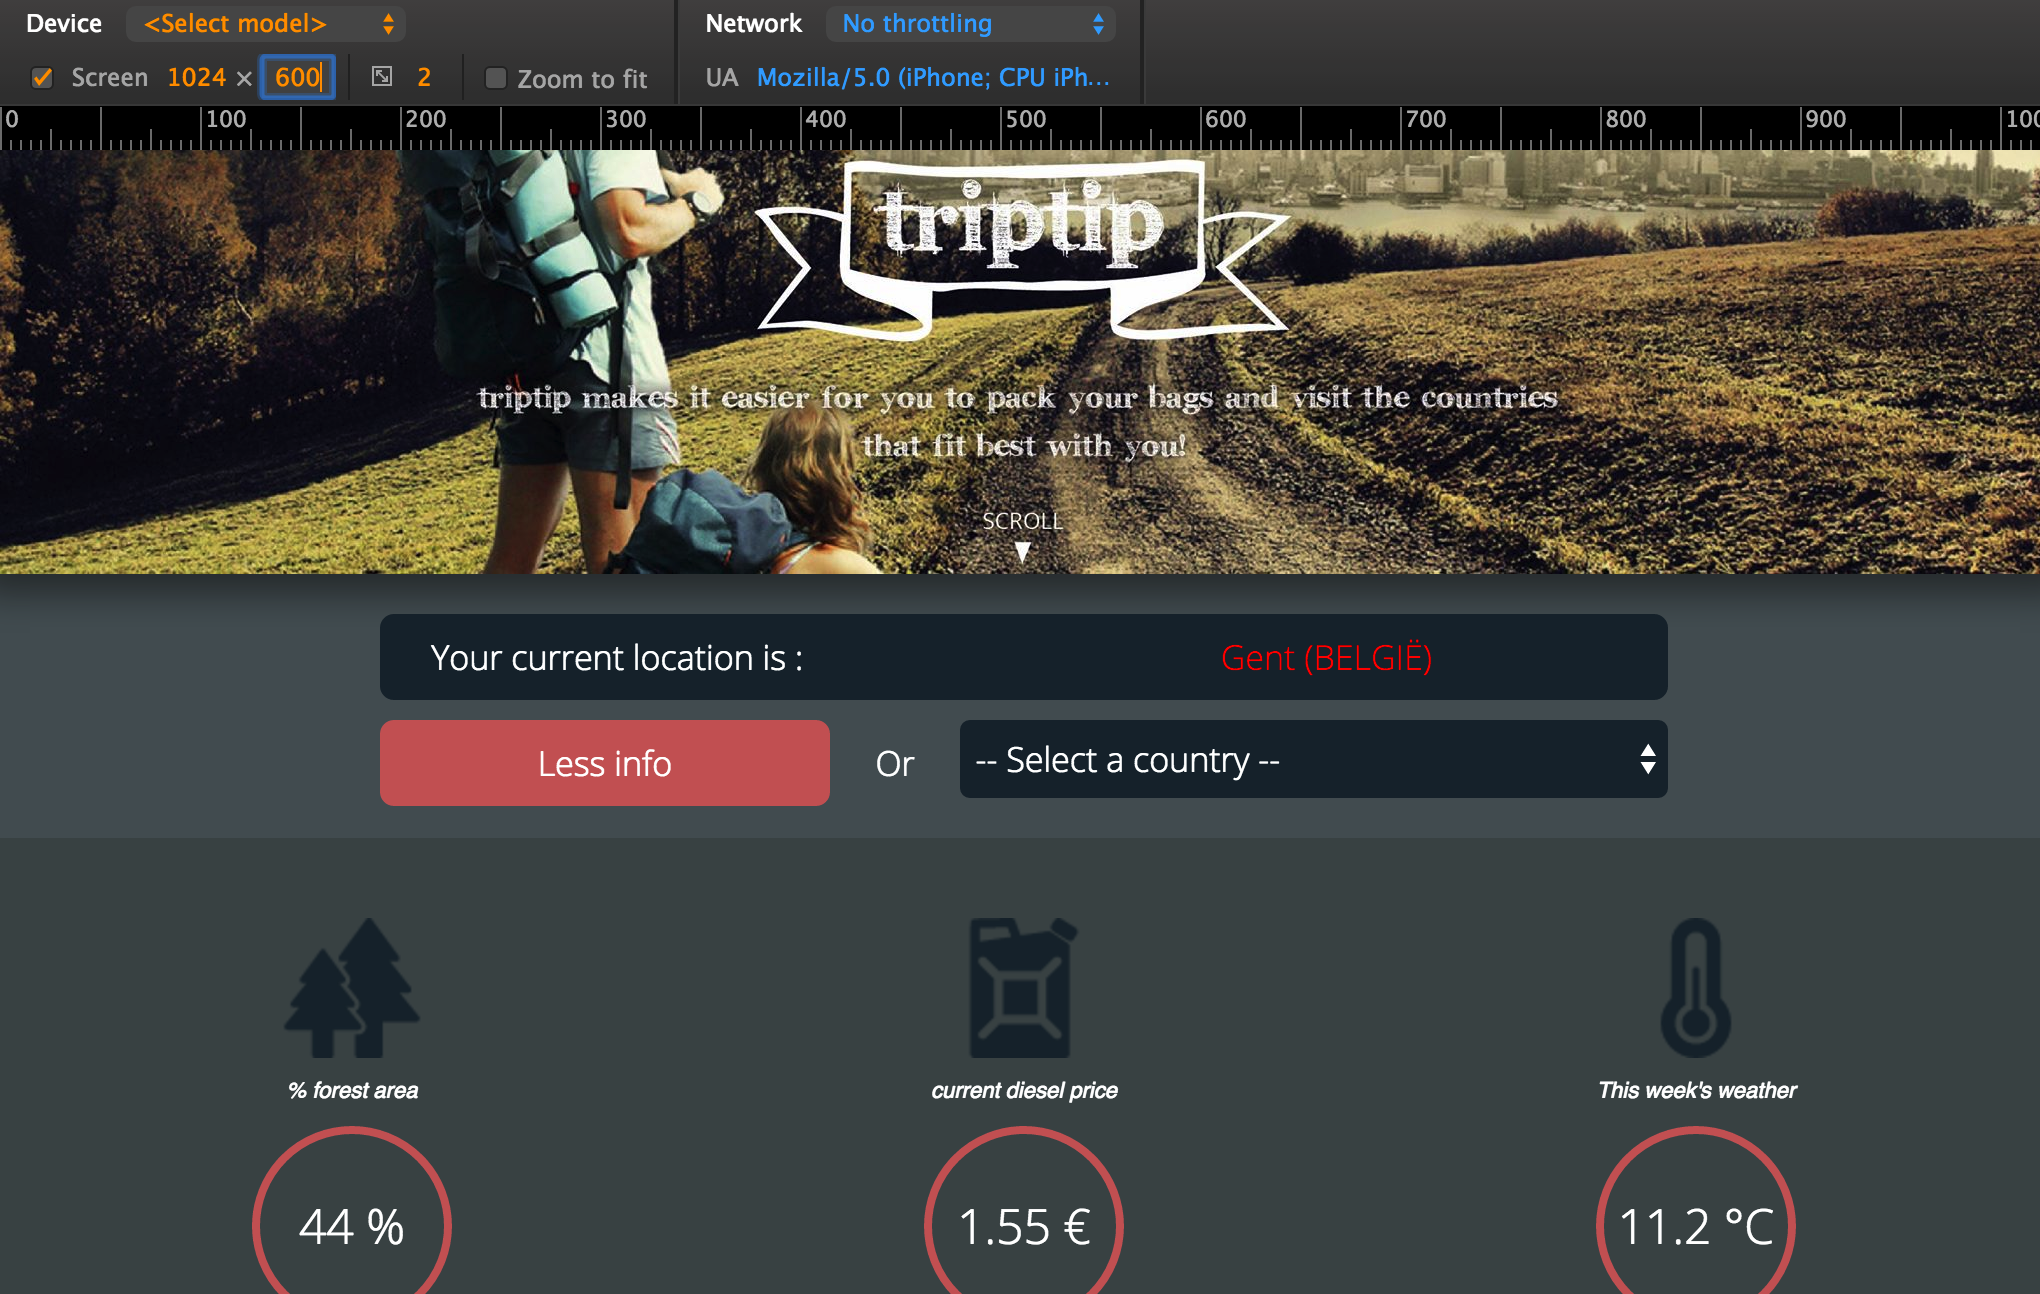 Device <Select model> Network No throttling
✓ Screen 1024 × 600 2 Zoom to fit UA Mozilla/5.0 (iPhone; CPU iPh...
0 100 200 300 400 500 600 700 800 900 100
triptip
triptip makes it easier for you to pack your bags and visit the countries
that fit best with you!
SCROLL
Your current location is : Gent (BELGIË)
Less info Or -- Select a country --
% forest area current diesel price This week's weather
44 % 1.55 € 11.2 °C